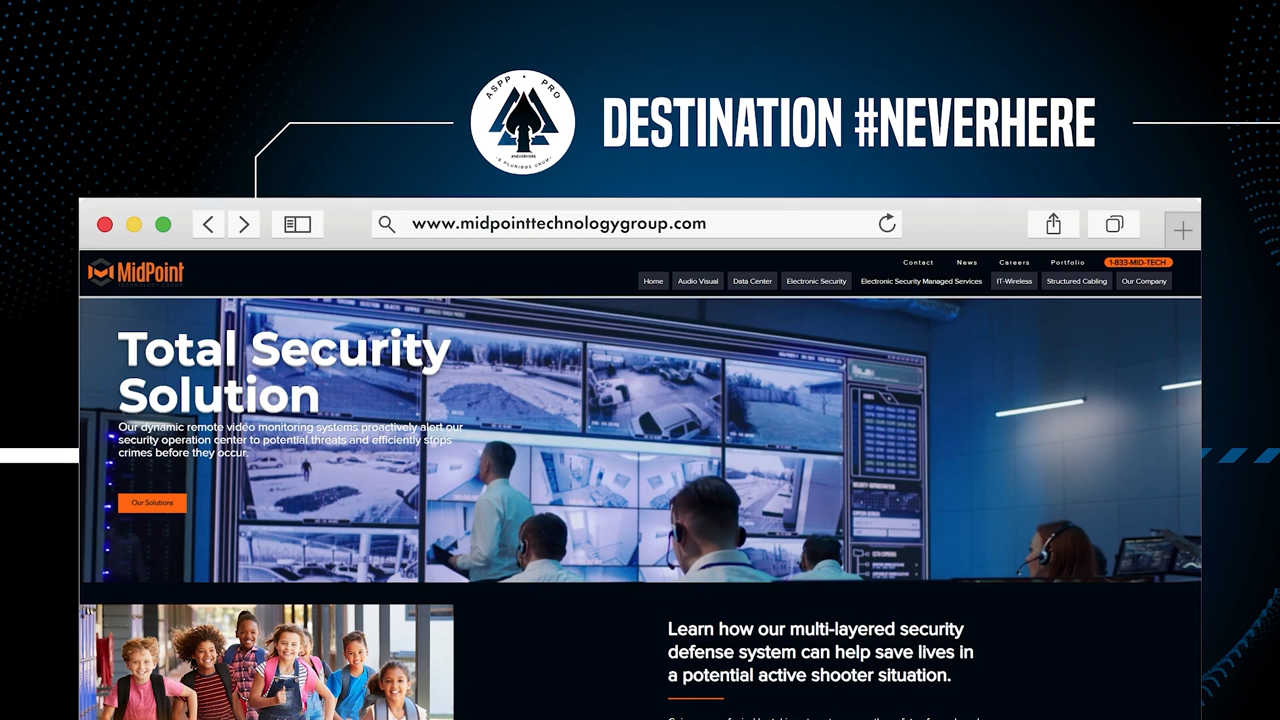 ASPP • PRO
#NEVERHERE
DESTINATION #NEVERHERE
www.midpointtechnologygroup.com
MidPoint
TECHNOLOGY GROUP
Contact News Careers Portfolio 1-833-MID-TECH
Home Audio Visual Data Center Electronic Security Electronic Security Managed Services IT-Wireless Structured Cabling Our Company
Total Security
Solution
Our dynamic remote video monitoring systems proactively alert our
security operation center to potential threats and efficiently stops
crimes before they occur.
Our Solutions
Learn how our multi-layered security
defense system can help save lives in
a potential active shooter situation.